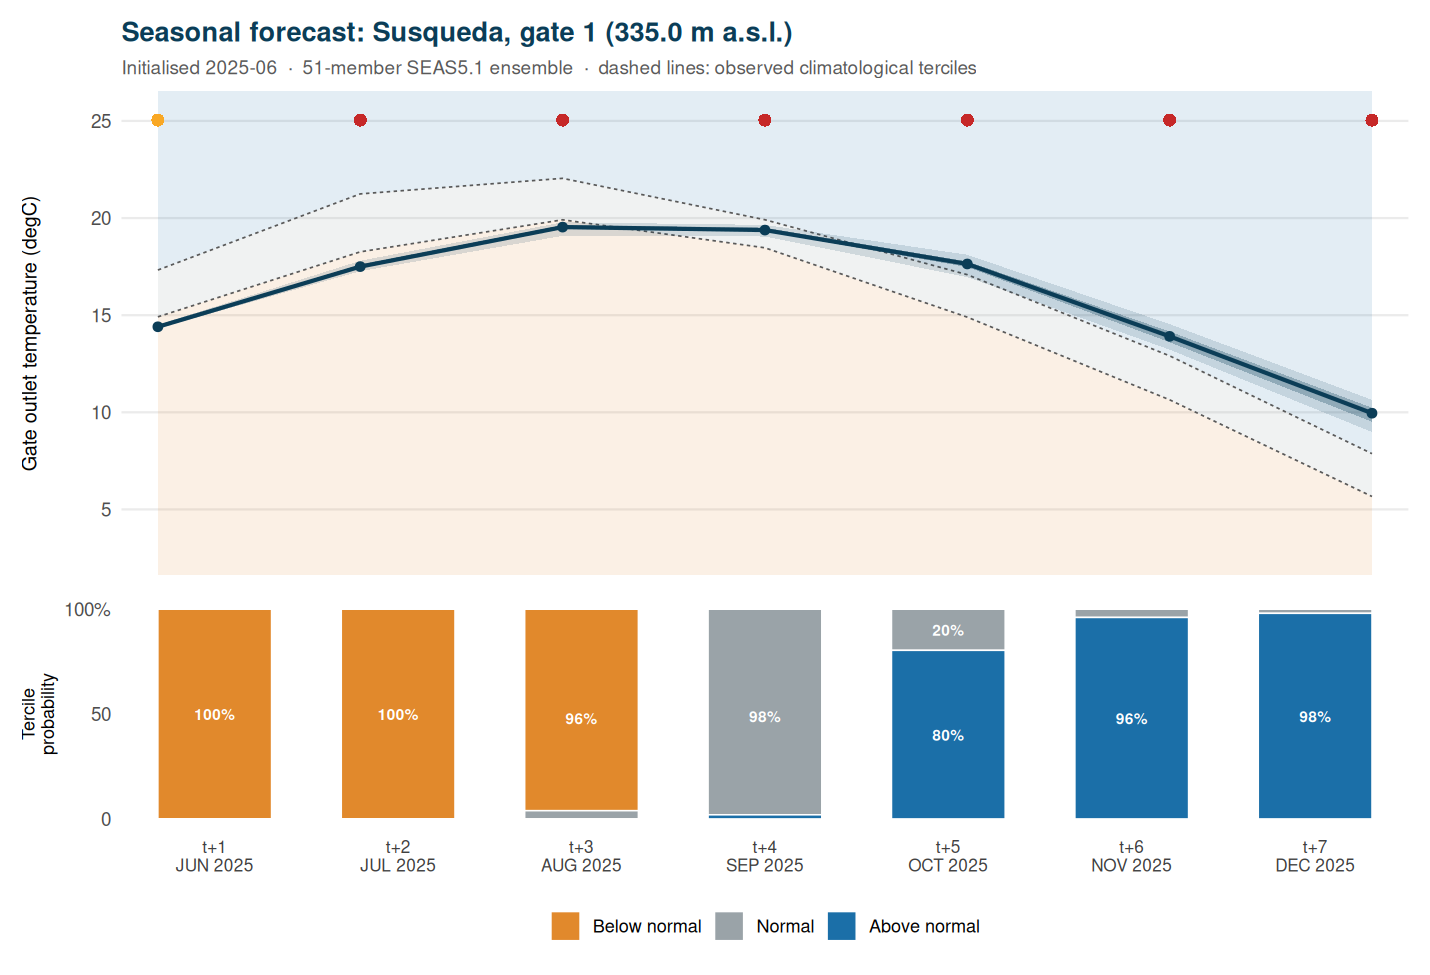 Seasonal forecast: Susqueda, gate 1 (335.0 m a.s.l.)
Initialised 2025-06 · 51-member SEAS5.1 ensemble · dashed lines: observed climatological terciles
Gate outlet temperature (degC)
25
20
15
10
5
Tercile
probability
100%
50
0
100%
100%
96%
98%
20%
80%
96%
98%
t+1
JUN 2025
t+2
JUL 2025
t+3
AUG 2025
t+4
SEP 2025
t+5
OCT 2025
t+6
NOV 2025
t+7
DEC 2025
Below normal
Normal
Above normal